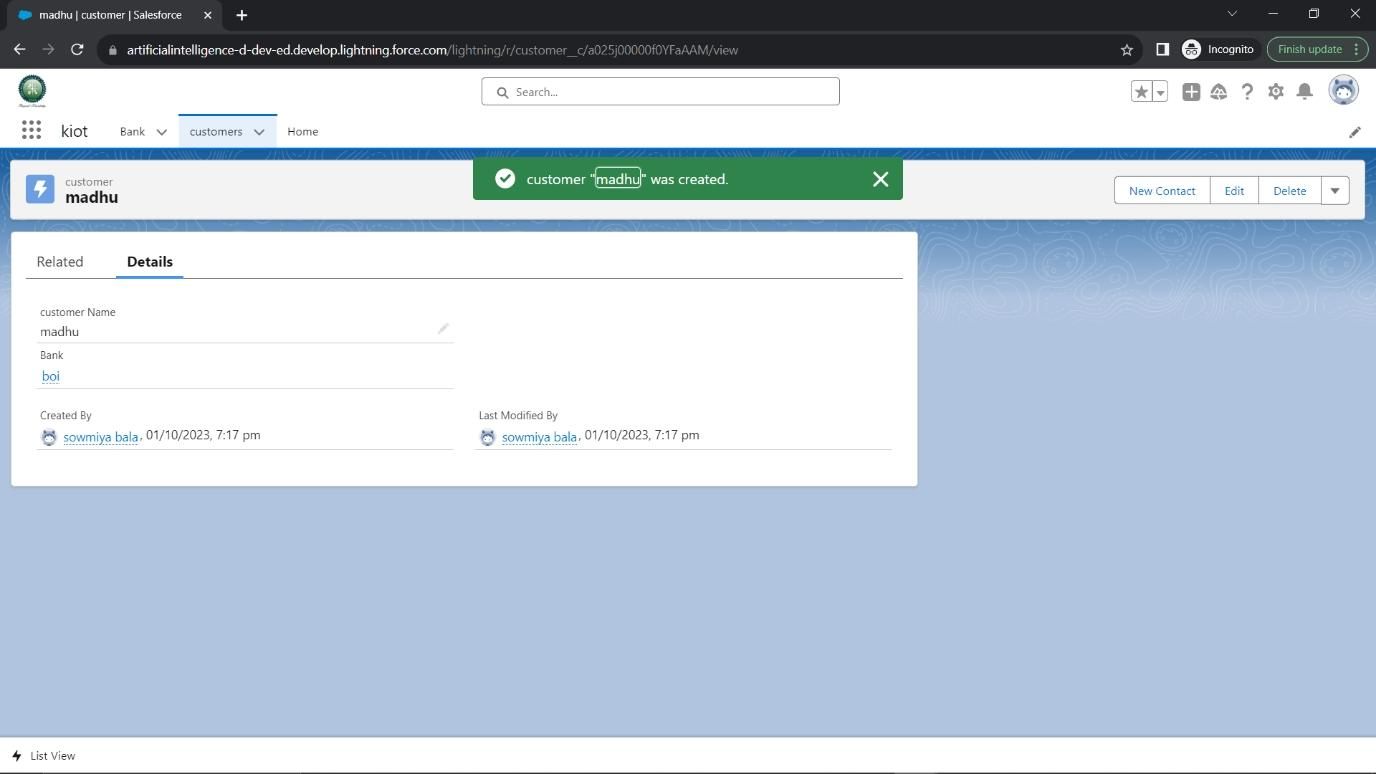 madhu | customer | Salesforce
Incognito
Finish update
artificialintelligence-d-dev-ed.develop.lightning.force.com/lightning/r/customer__c/a025j00000f0YFaAAM/view
Search...
kiot
Bank
customers
Home
customer "madhu" was created.
customer
madhu
New Contact
Edit
Delete
Related
Details
customer Name
madhu
Bank
boi
Created By
sowmiya bala, 01/10/2023, 7:17 pm
Last Modified By
sowmiya bala, 01/10/2023, 7:17 pm
List View